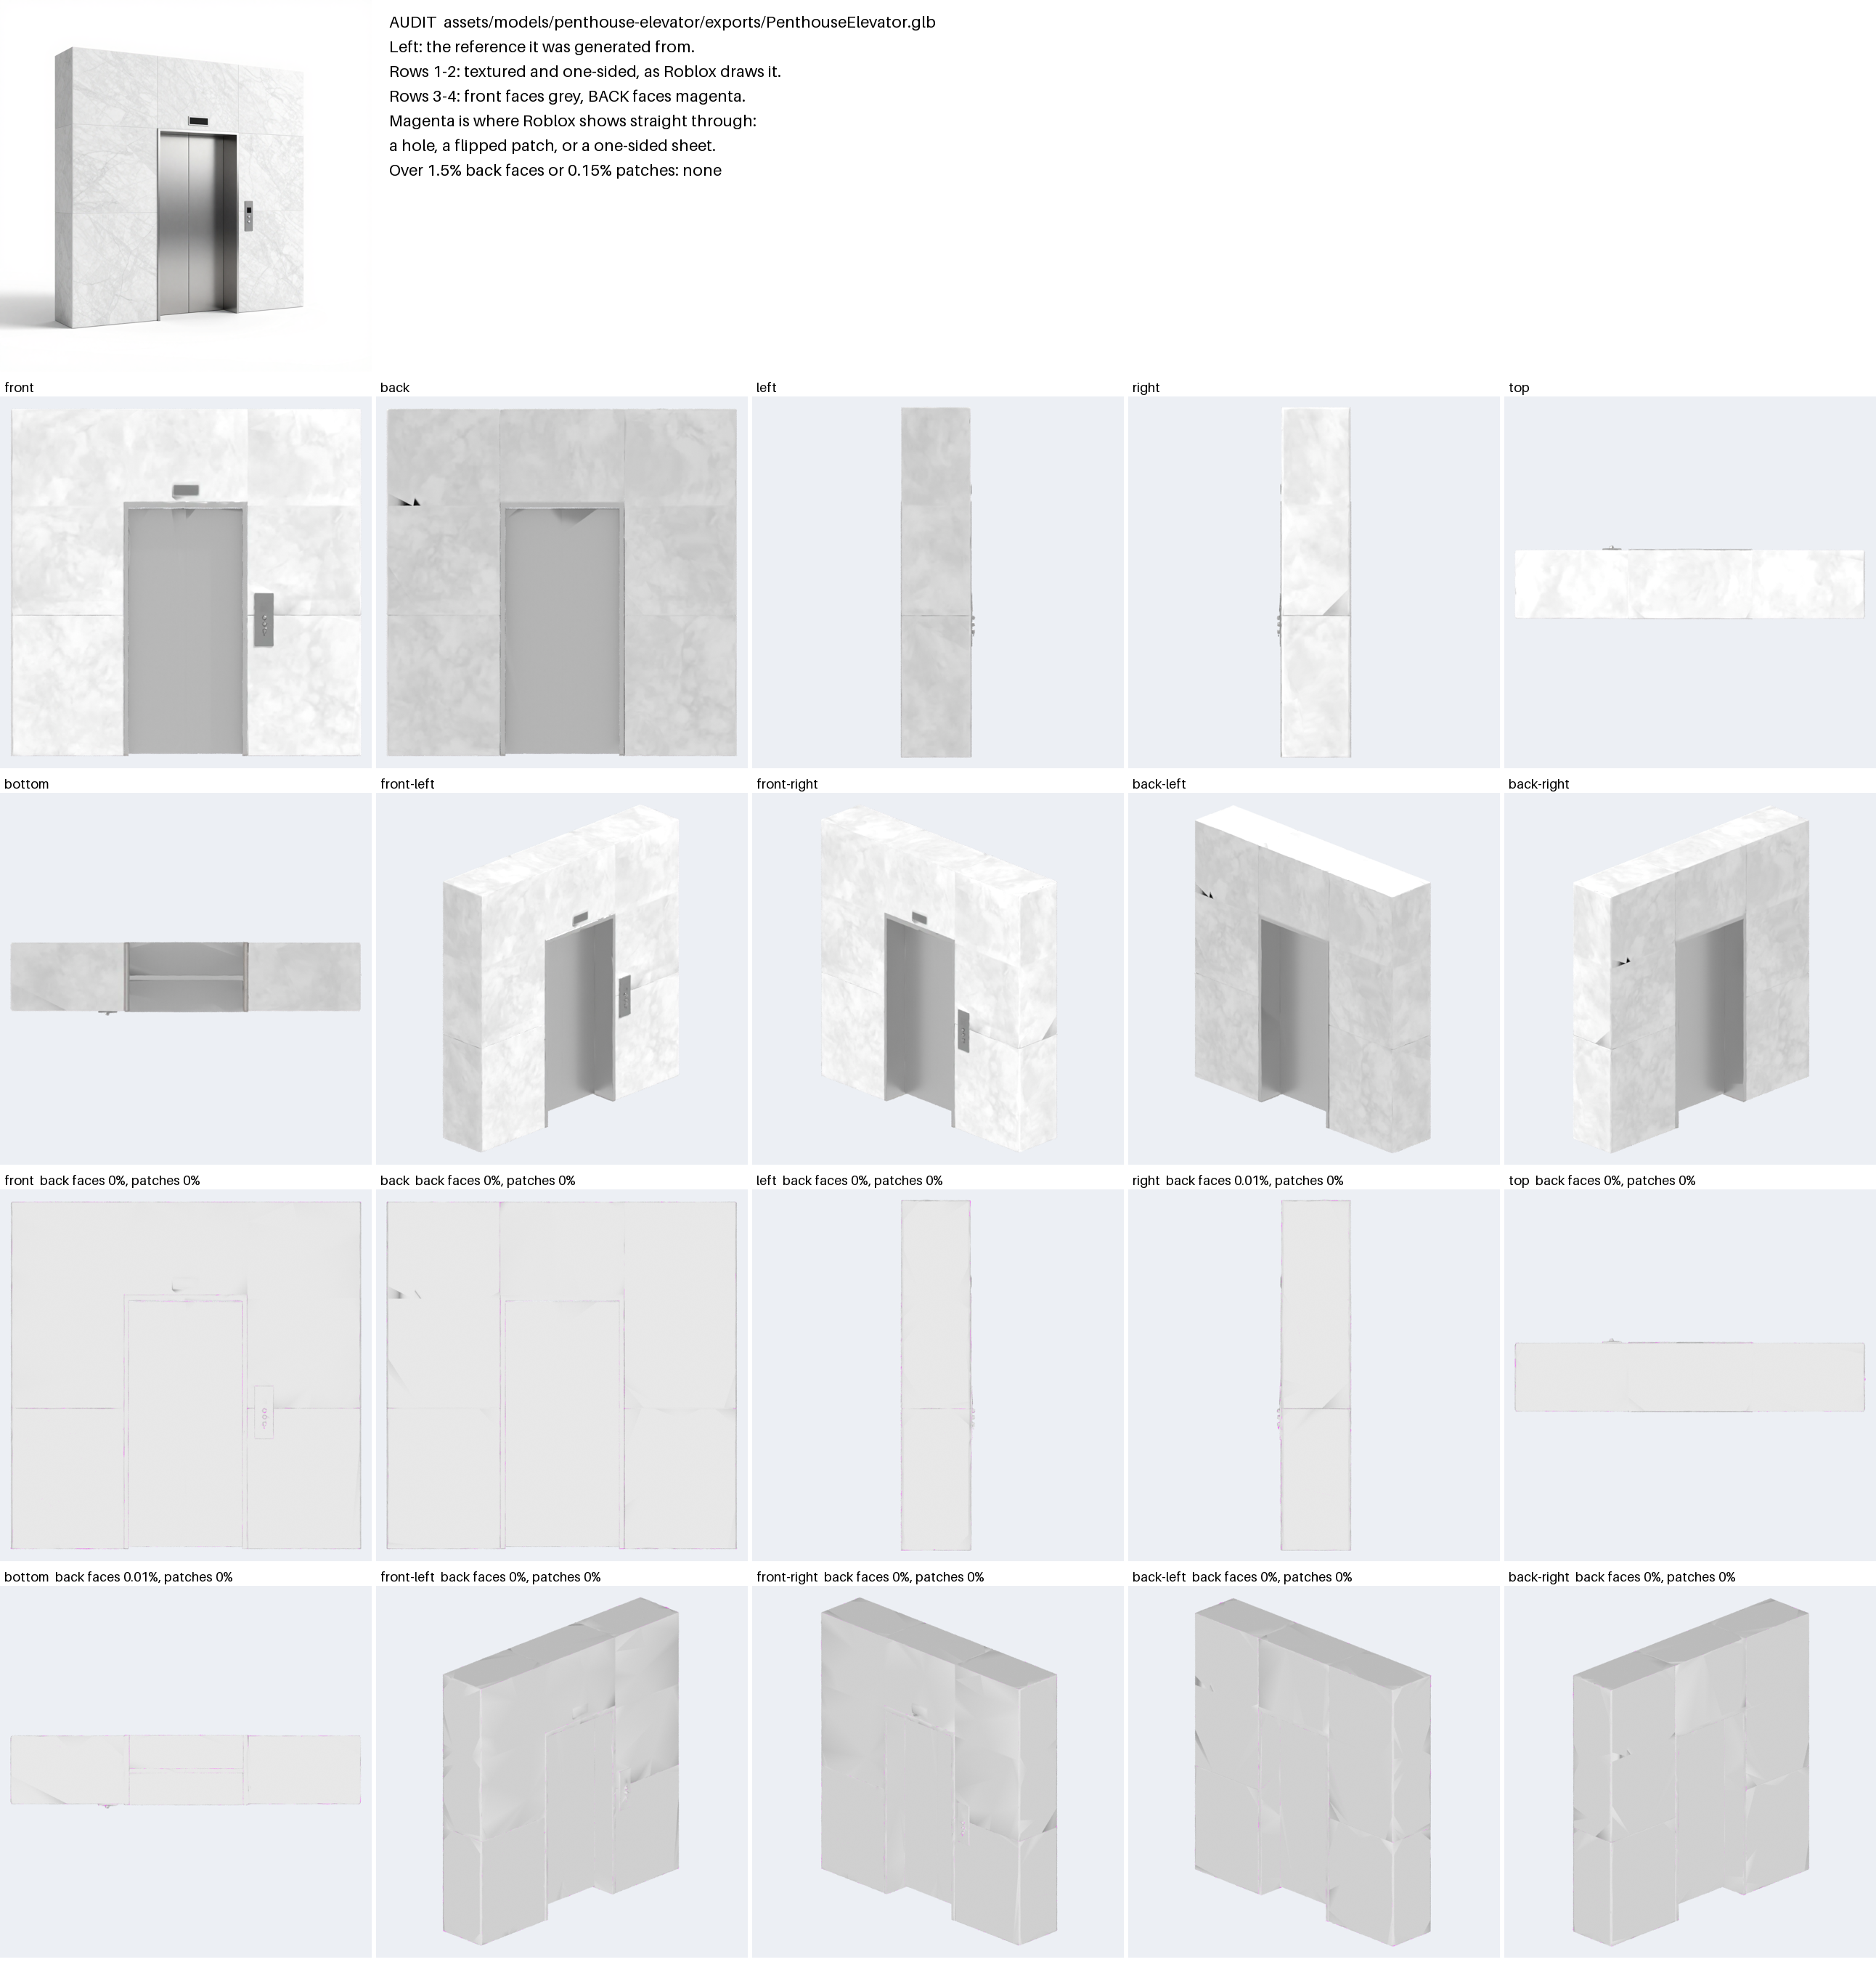 AUDIT assets/models/penthouse-elevator/exports/PenthouseElevator.glb
Left: the reference it was generated from.
Rows 1-2: textured and one-sided, as Roblox draws it.
Rows 3-4: front faces grey, BACK faces magenta.
Magenta is where Roblox shows straight through:
a hole, a flipped patch, or a one-sided sheet.
Over 1.5% back faces or 0.15% patches: none
front
back
left
right
top
bottom
front-left
front-right
back-left
back-right
front back faces 0%, patches 0%
back back faces 0%, patches 0%
left back faces 0%, patches 0%
right back faces 0.01%, patches 0%
top back faces 0%, patches 0%
bottom back faces 0.01%, patches 0%
front-left back faces 0%, patches 0%
front-right back faces 0%, patches 0%
back-left back faces 0%, patches 0%
back-right back faces 0%, patches 0%